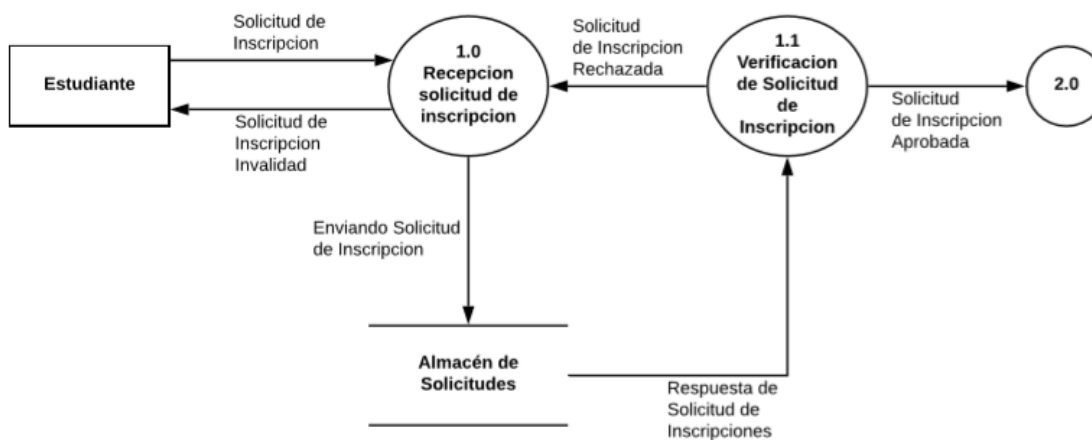 Solicitud de
Inscripcion
Estudiante
Solicitud de
Inscripcion
Invalidad
1.0
Recepcion
solicitud de
inscripcion
Solicitud
de Inscripcion
Rechazada
1.1
Verificacion
de Solicitud
de
Inscripcion
Solicitud
de Inscripcion
Aprobada
2.0
Enviando Solicitud
de Inscripcion
Almacén de
Solicitudes
Respuesta de
Solicitud de
Inscripciones